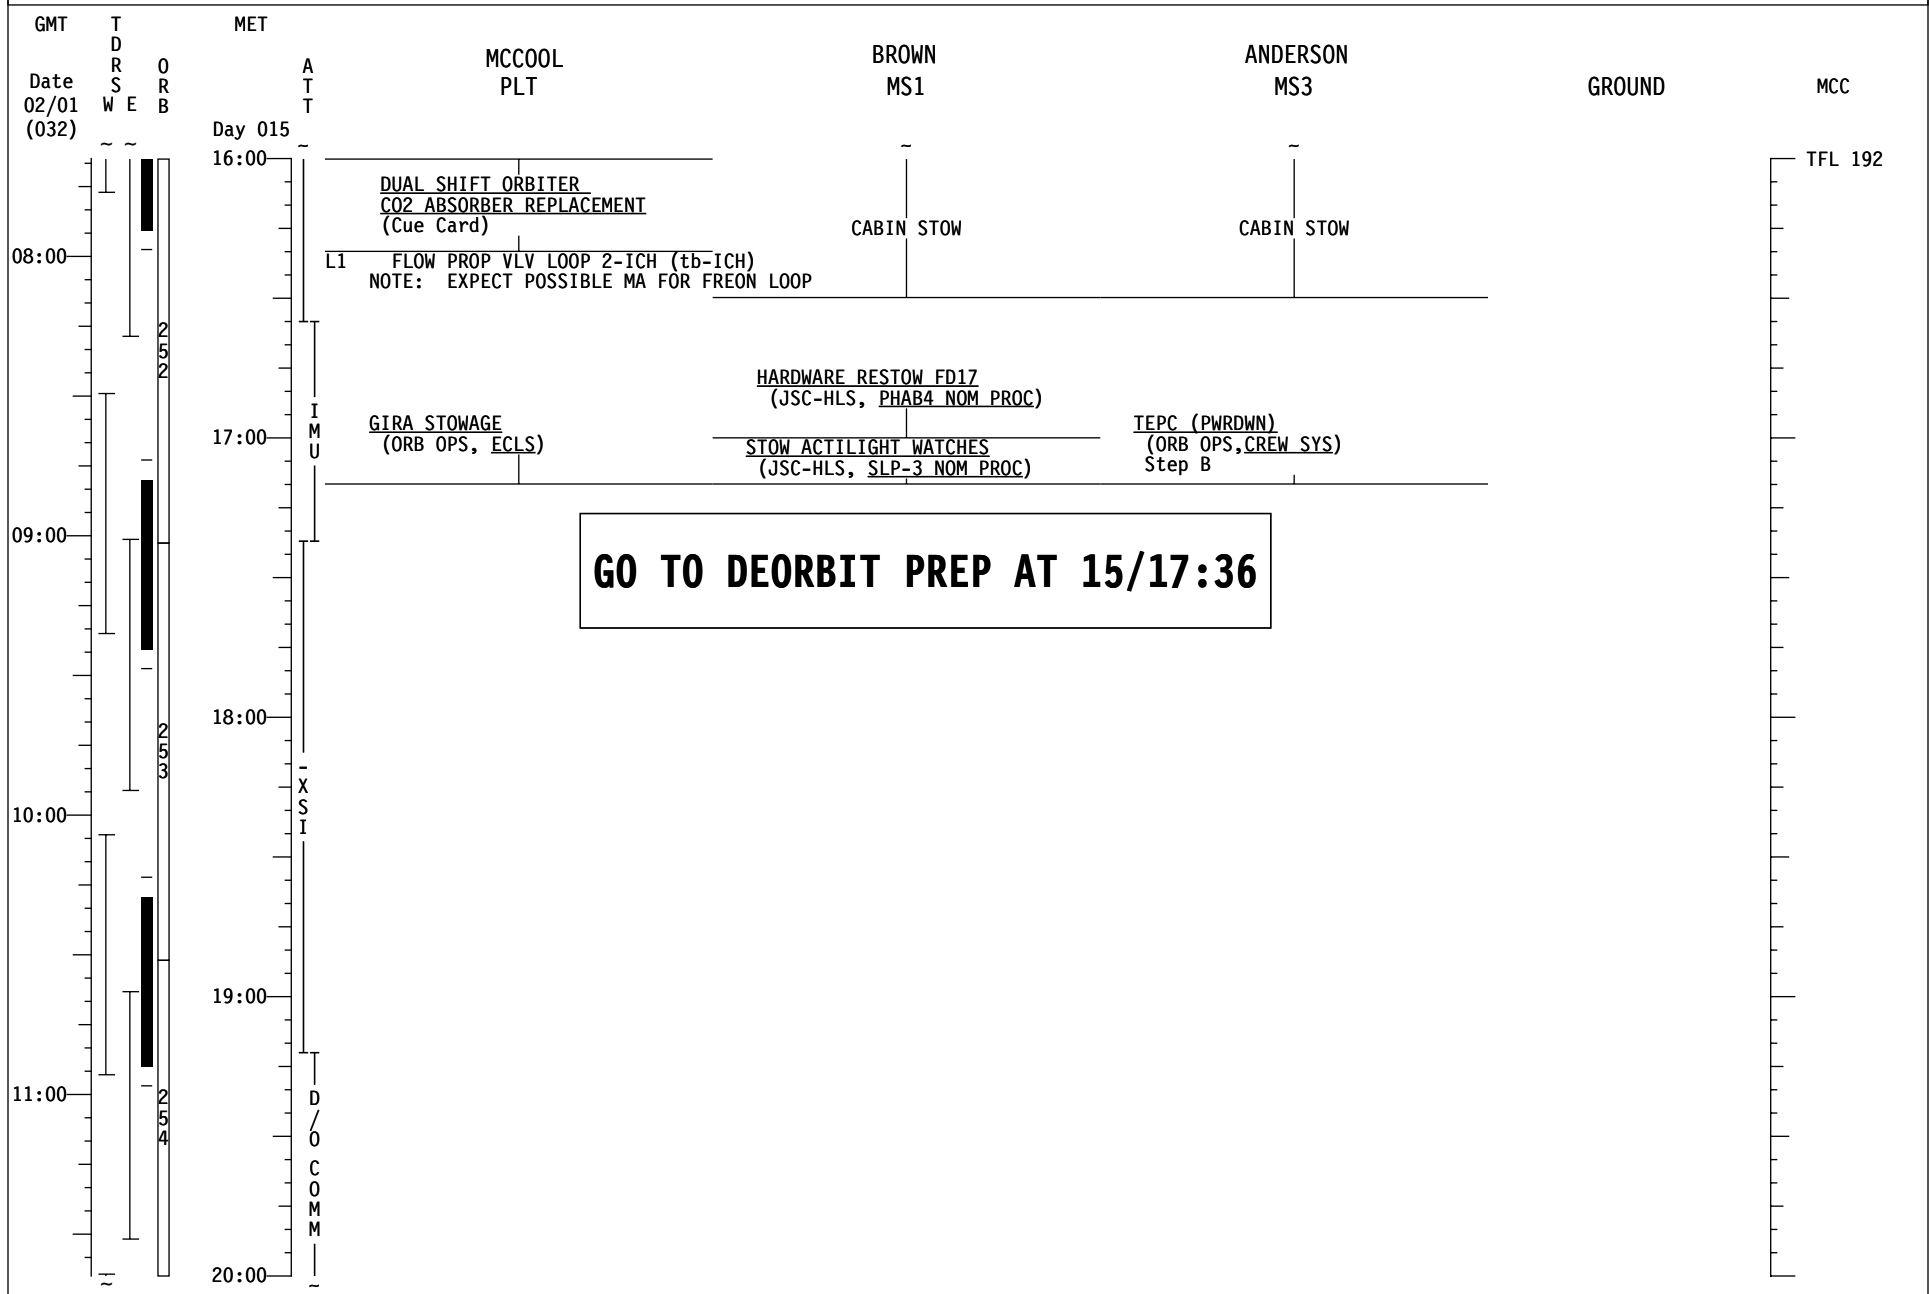 GMT
TDRS
W E
ORB
MET
ATT
Date
02/01
(032)
Day 015
MCCOOL
PLT
BROWN
MS1
ANDERSON
MS3
GROUND
MCC
~ ~ ~ ~ ~
16:00
TFL 192
DUAL SHIFT ORBITER
CO2 ABSORBER REPLACEMENT
(Cue Card)
CABIN STOW
CABIN STOW
08:00
L1 FLOW PROP VLV LOOP 2-ICH (tb-ICH)
NOTE: EXPECT POSSIBLE MA FOR FREON LOOP
252
IMU
HARDWARE RESTOW FD17
(JSC-HLS, PHAB4 NOM PROC)
17:00
GIRA STOWAGE
(ORB OPS, ECLS)
STOW ACTILIGHT WATCHES
(JSC-HLS, SLP-3 NOM PROC)
TEPC (PWRDWN)
(ORB OPS,CREW SYS)
Step B
09:00
GO TO DEORBIT PREP AT 15/17:36
18:00
253
-XSI
10:00
19:00
11:00
254
D/O COMM
20:00
~ ~